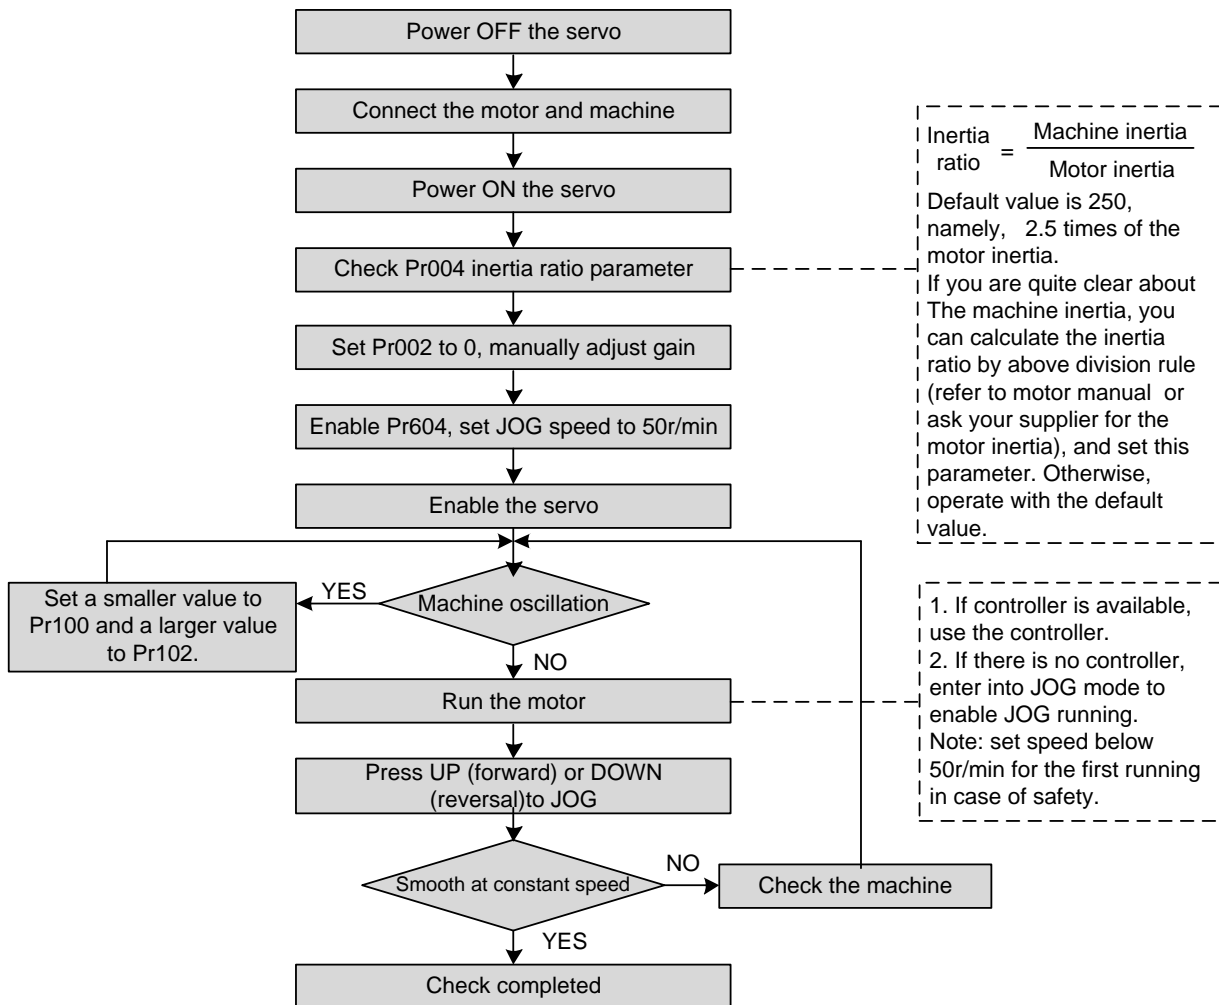 Power OFF the servo
Connect the motor and machine
Power ON the servo
Check Pr004 inertia ratio parameter
Set Pr002 to 0, manually adjust gain
Enable Pr604, set JOG speed to 50r/min
Enable the servo
Machine oscillation
YES
Set a smaller value to
Pr100 and a larger value
to Pr102.
NO
Run the motor
Press UP (forward) or DOWN
(reversal)to JOG
Smooth at constant speed
NO
Check the machine
YES
Check completed
Inertia
ratio
=
Machine inertia
Motor inertia
Default value is 250,
namely, 2.5 times of the
motor inertia.
If you are quite clear about
The machine inertia, you
can calculate the inertia
ratio by above division rule
(refer to motor manual or
ask your supplier for the
motor inertia), and set this
parameter. Otherwise,
operate with the default
value.
1. If controller is available,
use the controller.
2. If there is no controller,
enter into JOG mode to
enable JOG running.
Note: set speed below
50r/min for the first running
in case of safety.